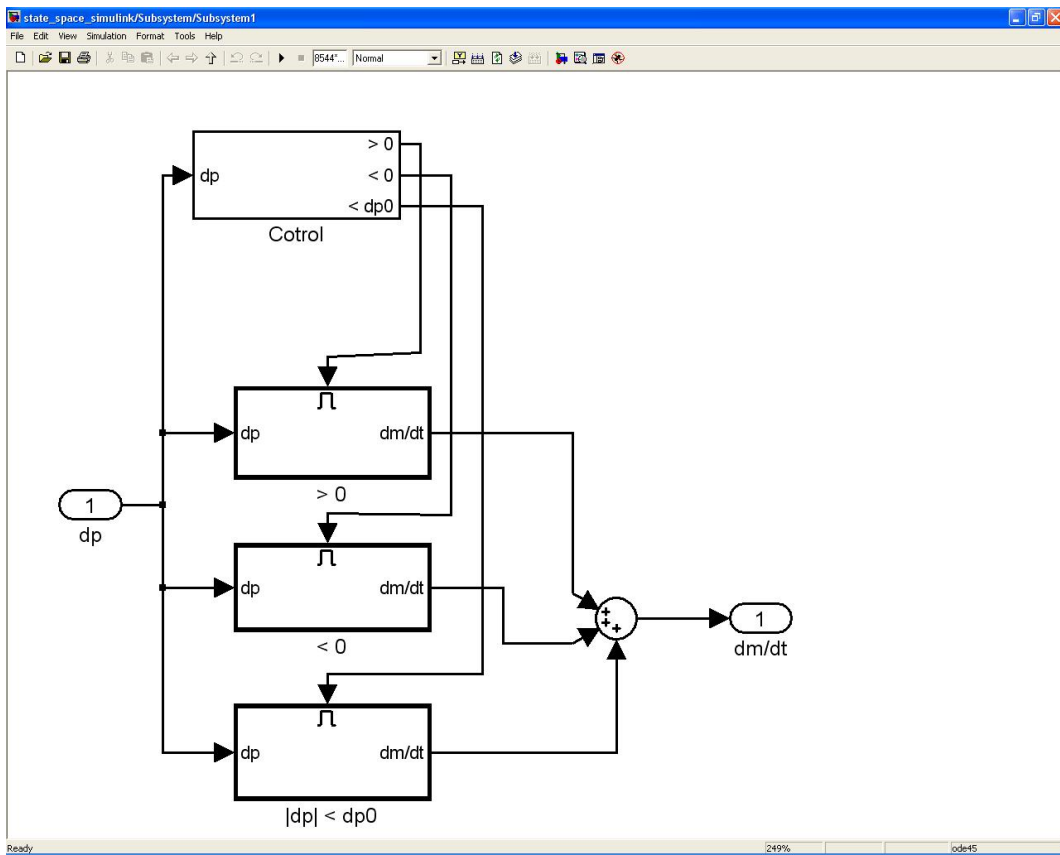 state_space_simulink/Subsystem/Subsystem1
File Edit View Simulation Format Tools Help
8544"... Normal
> 0
dp < 0
< dp0
Cotrol
dp dm/dt
> 0
1
dp
dp dm/dt
< 0
+
+
+
1
dm/dt
dp dm/dt
|dp| < dp0
Ready 249% ode45